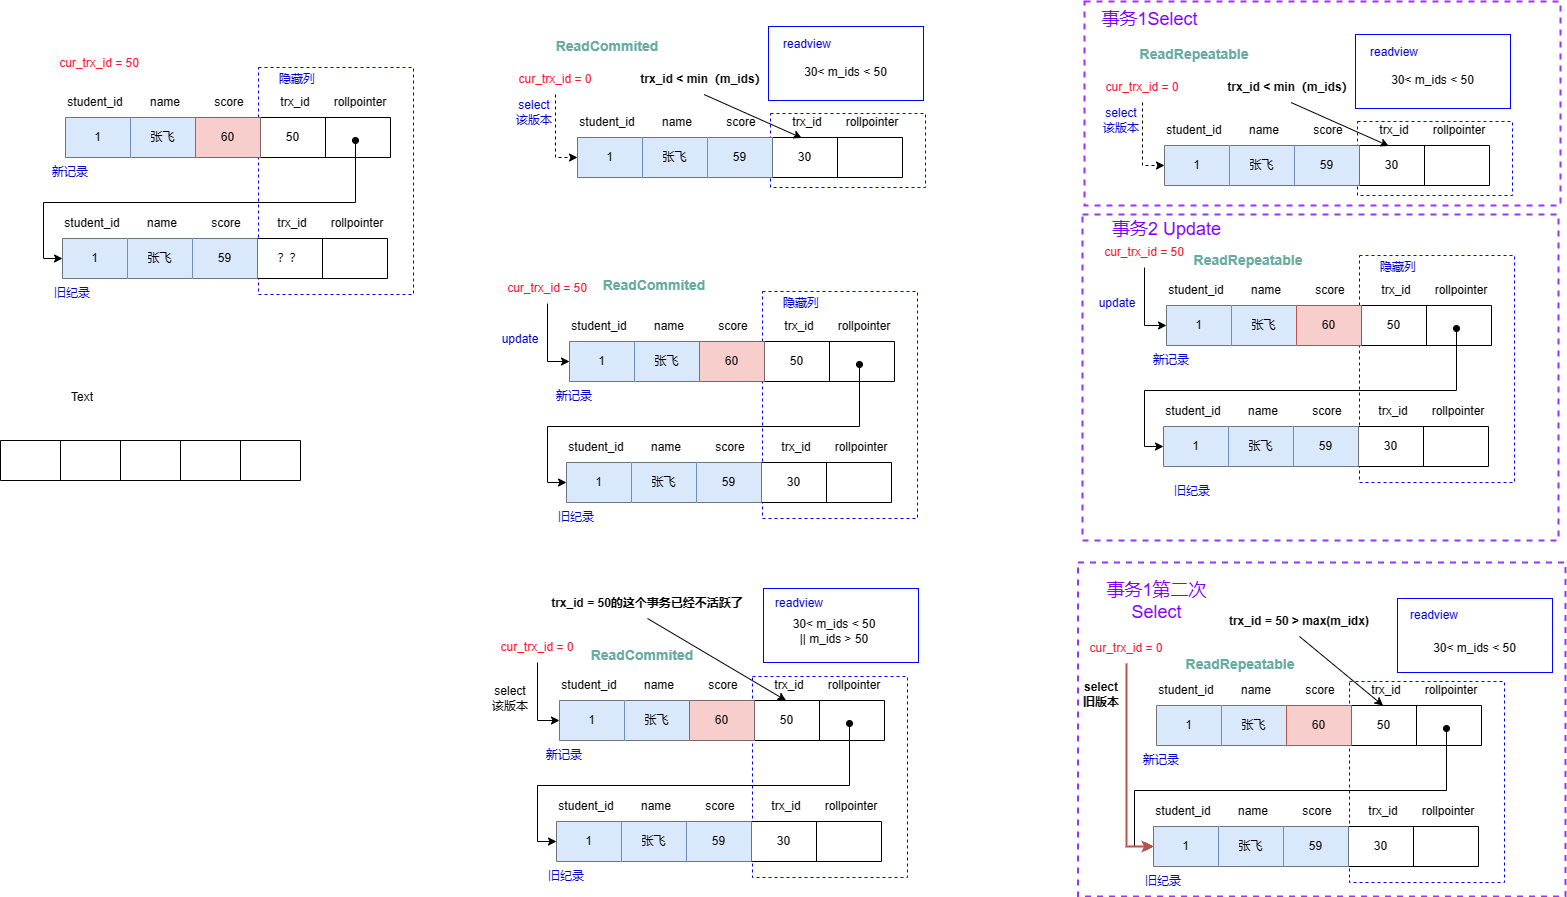 cur_trx_id = 50
隐藏列
student_id name score trx_id rollpointer
1 张飞 60 50
新记录
student_id name score trx_id rollpointer
1 张飞 59 ？？
旧纪录
Text
ReadCommited
readview
30< m_ids < 50
cur_trx_id = 0
trx_id < min（m_ids）
select
该版本
student_id name score trx_id rollpointer
1 张飞 59 30
cur_trx_id = 50
ReadCommited
隐藏列
update
student_id name score trx_id rollpointer
1 张飞 60 50
新记录
student_id name score trx_id rollpointer
1 张飞 59 30
旧纪录
trx_id = 50的这个事务已经不活跃了
readview
30< m_ids < 50
|| m_ids > 50
cur_trx_id = 0
ReadCommited
select
该版本
student_id name score trx_id rollpointer
1 张飞 60 50
新记录
student_id name score trx_id rollpointer
1 张飞 59 30
旧纪录
事务1Select
ReadRepeatable
readview
30< m_ids < 50
cur_trx_id = 0
trx_id < min（m_ids）
select
该版本
student_id name score trx_id rollpointer
1 张飞 59 30
事务2 Update
cur_trx_id = 50
ReadRepeatable
隐藏列
update
student_id name score trx_id rollpointer
1 张飞 60 50
新记录
student_id name score trx_id rollpointer
1 张飞 59 30
旧纪录
事务1第二次
Select
trx_id = 50 > max(m_idx)
readview
30< m_ids < 50
cur_trx_id = 0
ReadRepeatable
select
旧版本
student_id name score trx_id rollpointer
1 张飞 60 50
新记录
student_id name score trx_id rollpointer
1 张飞 59 30
旧纪录